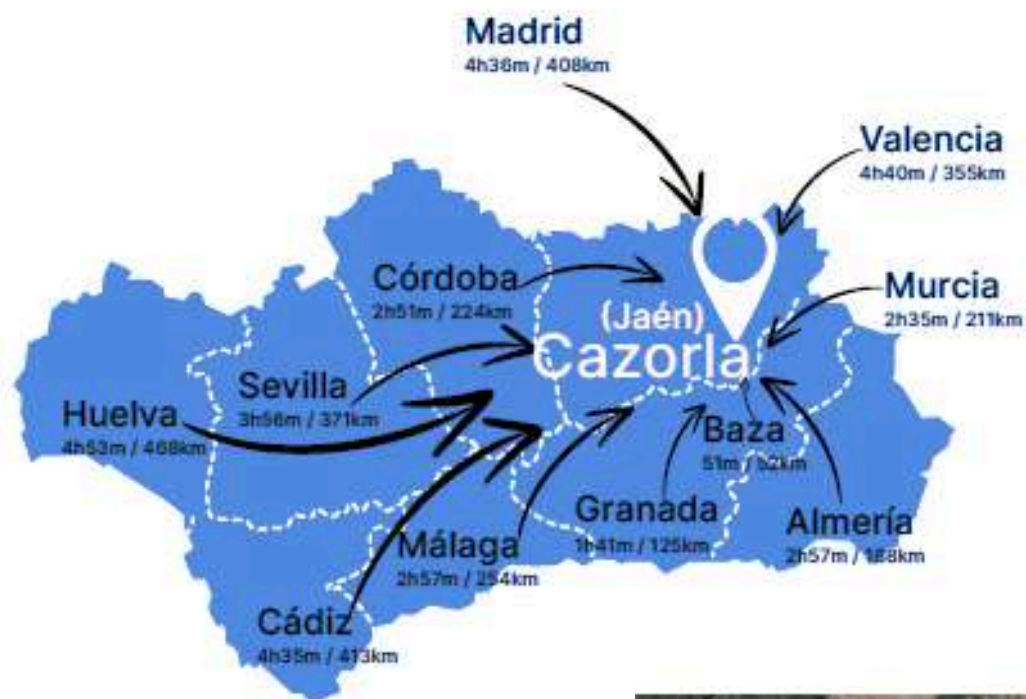 Madrid
4h36m / 408km
Valencia
4h40m / 355km
Córdoba
2h51m / 224km
Murcia
2h35m / 211km
(Jaén)
Cazorla
Sevilla
3h56m / 371km
Huelva
4h53m / 468km
Baza
51m / 52km
Granada
1h41m / 125km
Almería
2h57m / 188km
Málaga
2h57m / 254km
Cádiz
4h35m / 413km